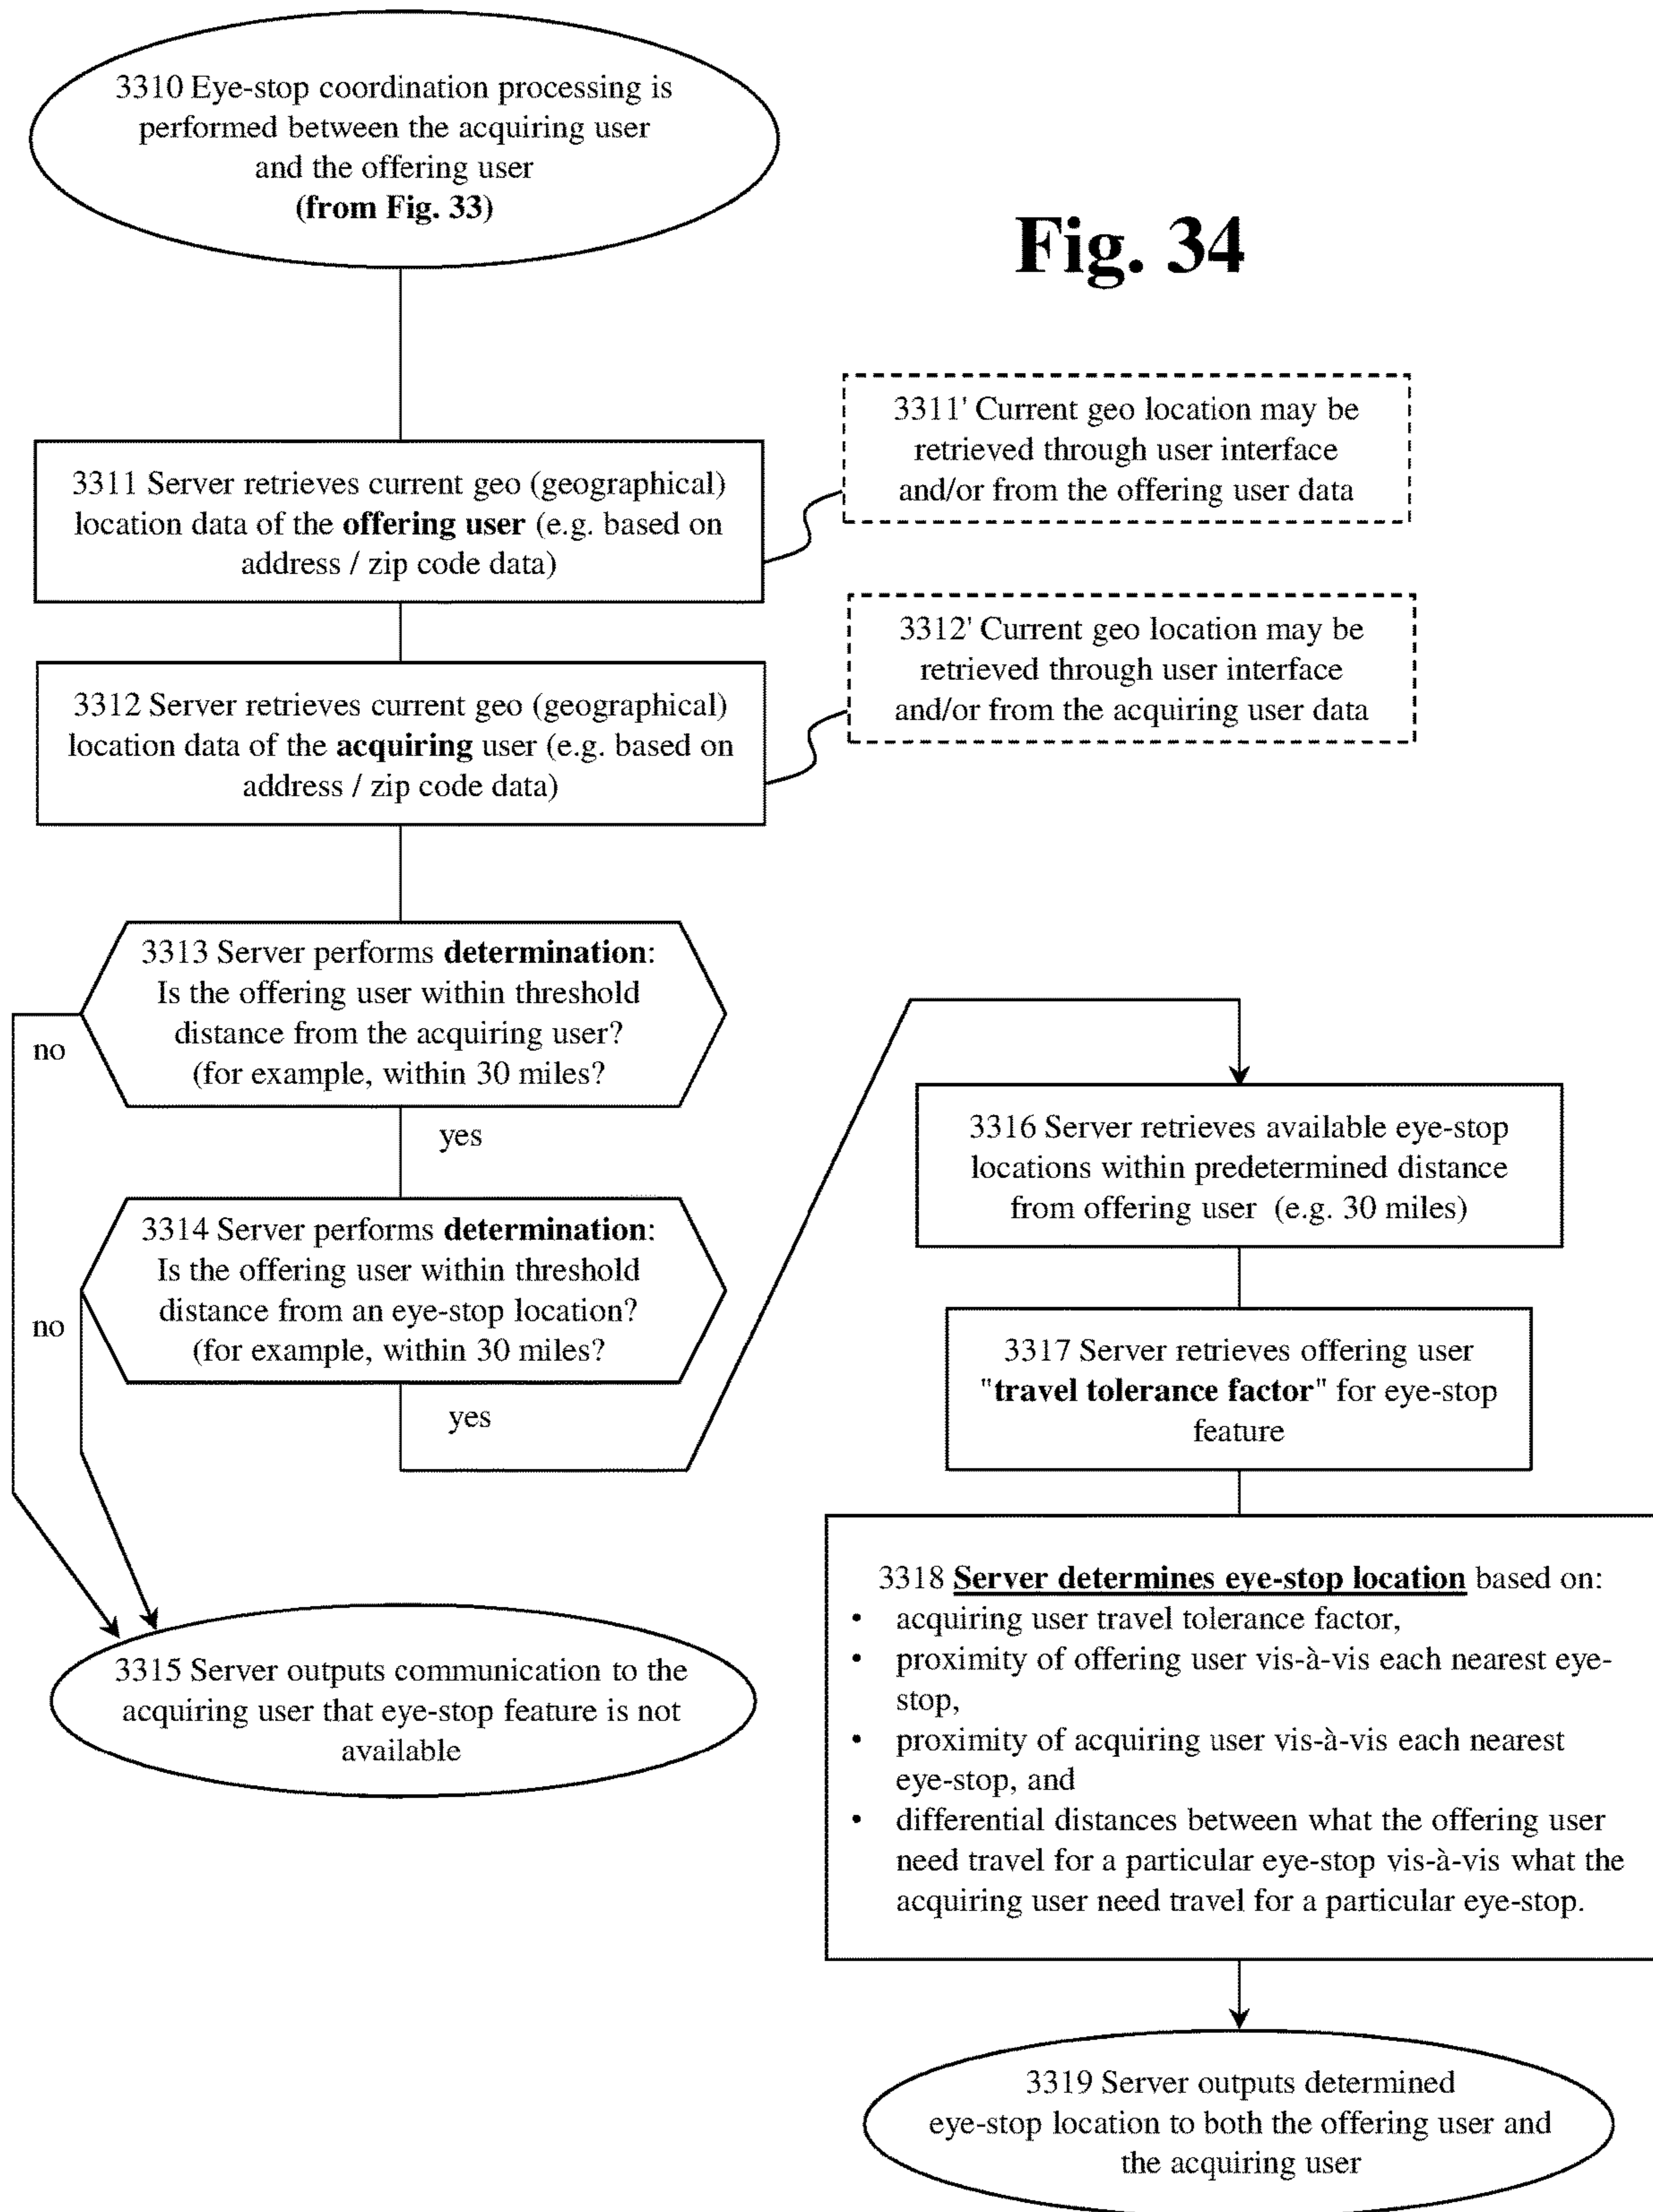 3310 Eye-stop coordination processing is
performed between the acquiring user
and the offering user
(from Fig. 33)
Fig. 34
3311' Current geo location may be
retrieved through user interface
and/or from the offering user data
3311 Server retrieves current geo (geographical)
location data of the offering user (e.g. based on
address / zip code data)
3312' Current geo location may be
retrieved through user interface
and/or from the acquiring user data
3312 Server retrieves current geo (geographical)
location data of the acquiring user (e.g. based on
address / zip code data)
3313 Server performs determination:
Is the offering user within threshold
distance from the acquiring user?
(for example, within 30 miles?
no
yes
3314 Server performs determination:
Is the offering user within threshold
distance from an eye-stop location?
(for example, within 30 miles?
no
yes
3315 Server outputs communication to the
acquiring user that eye-stop feature is not
available
3316 Server retrieves available eye-stop
locations within predetermined distance
from offering user (e.g. 30 miles)
3317 Server retrieves offering user
"travel tolerance factor" for eye-stop
feature
3318 Server determines eye-stop location based on:
• acquiring user travel tolerance factor,
• proximity of offering user vis-à-vis each nearest eye-
stop,
• proximity of acquiring user vis-à-vis each nearest
eye-stop, and
• differential distances between what the offering user
need travel for a particular eye-stop vis-à-vis what the
acquiring user need travel for a particular eye-stop.
3319 Server outputs determined
eye-stop location to both the offering user and
the acquiring user